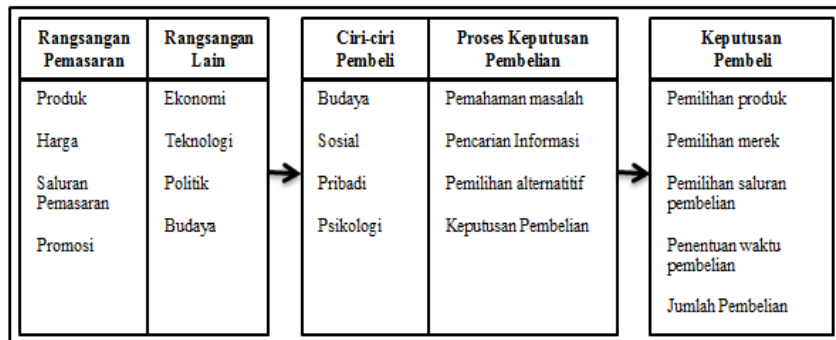 Rangsangan
Pemasaran
Produk
Harga
Saluran
Pemasaran
Promosi
Rangsangan
Lain
Ekonomi
Teknologi
Politik
Budaya
Ciri-ciri
Pembeli
Budaya
Sosial
Pribadi
Psikologi
Proses Keputusan
Pembelian
Pemahaman masalah
Pencarian Informasi
Pemilihan alternatitif
Keputusan Pembelian
Keputusan
Pembeli
Pemilihan produk
Pemilihan merek
Pemilihan saluran
pembelian
Penentuan waktu
pembelian
Jumlah Pembelian